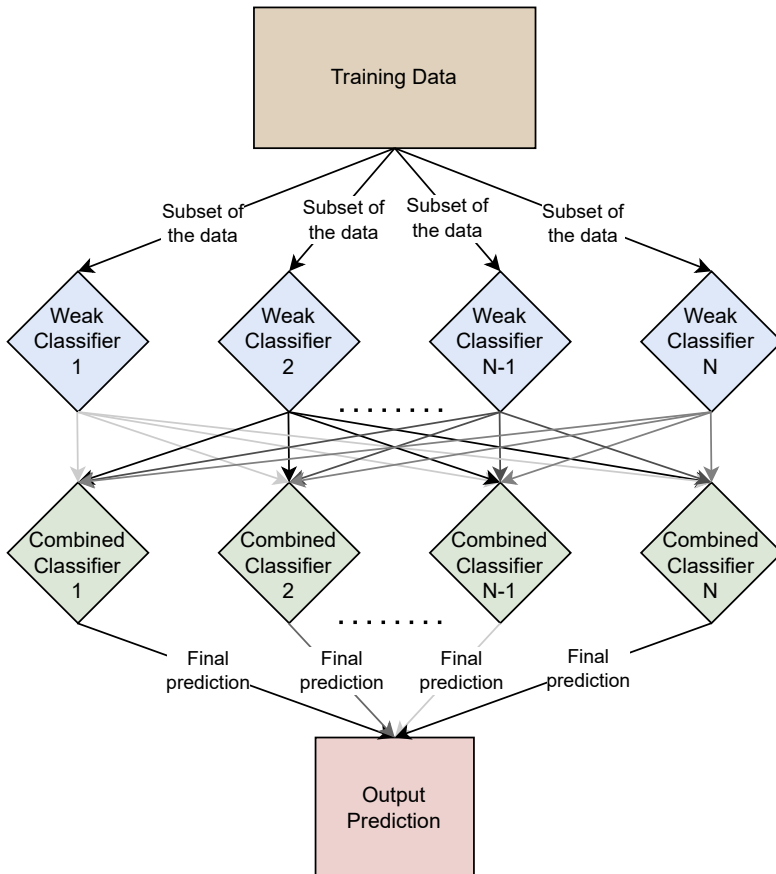 Training Data
Subset of
the data
Subset of
the data
Subset of
the data
Subset of
the data
Weak
Classifier
1
Weak
Classifier
2
Weak
Classifier
N-1
Weak
Classifier
N
. . . . . . . .
Combined
Classifier
1
Combined
Classifier
2
Combined
Classifier
N-1
Combined
Classifier
N
. . . . . . . .
Final
prediction
Final
prediction
Final
prediction
Final
prediction
Output
Prediction